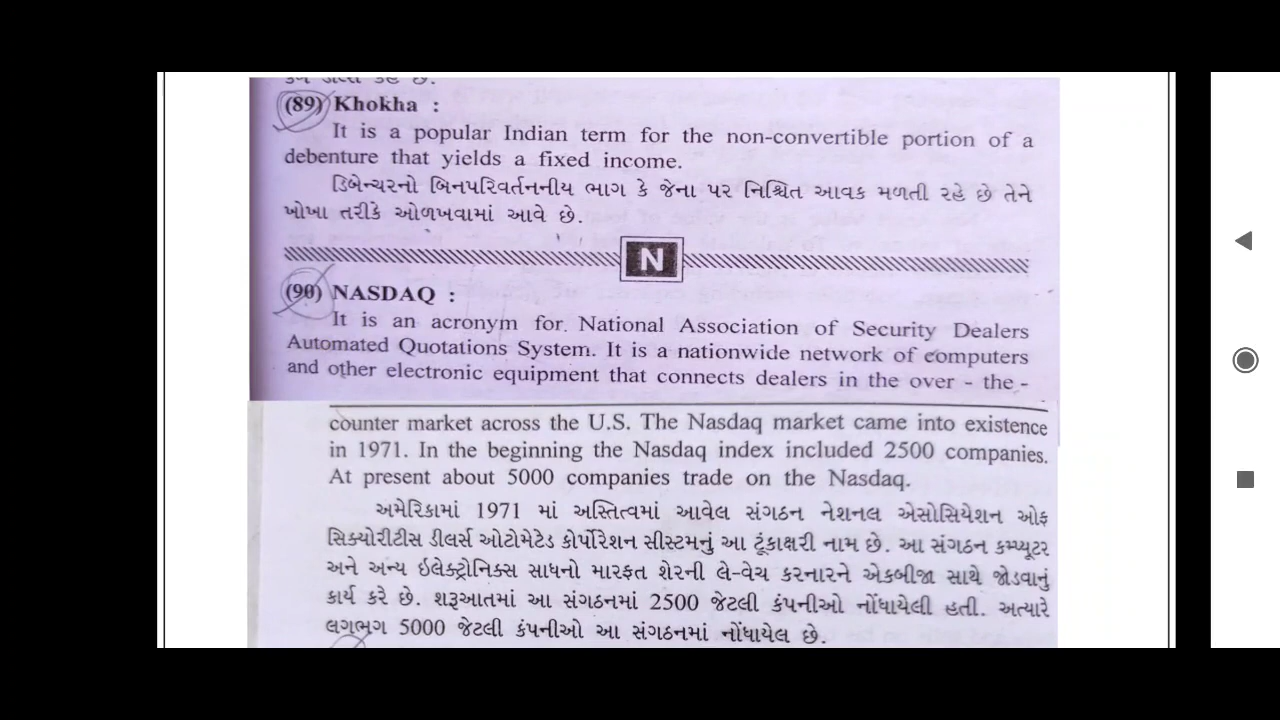 (89) Khokha :
It is a popular Indian term for the non-convertible portion of a
debenture that yields a fixed income.
ડિબેન્ચરનો બિનપરિવર્તનનીય ભાગ કે જેના પર નિશ્ચિત આવક મળતી રહે છે તેને
ખોખા તરીકે ઓળખવામાં આવે છે.
N
(90) NASDAQ :
It is an acronym for National Association of Security Dealers
Automated Quotations System. It is a nationwide network of computers
and other electronic equipment that connects dealers in the over - the -
counter market across the U.S. The Nasdaq market came into existence
in 1971. In the beginning the Nasdaq index included 2500 companies.
At present about 5000 companies trade on the Nasdaq.
અમેરિકામાં 1971 માં અસ્તિત્વમાં આવેલ સંગઠન નેશનલ એસોસિયેશન ઓફ
સિક્યોરીટીસ ડીલર્સ ઓટોમેટેડ કોર્પોરેશન સીસ્ટમનું આ ટૂંકાક્ષરી નામ છે. આ સંગઠન કમ્પ્યૂટર
અને અન્ય ઇલેક્ટ્રોનિક્સ સાધનો મારફત શેરની લે-વેચ કરનારને એકબીજા સાથે જોડવાનું
કાર્ય કરે છે. શરૂઆતમાં આ સંગઠનમાં 2500 જેટલી કંપનીઓ નોંધાયેલી હતી. અત્યારે
લગભગ 5000 જેટલી કંપનીઓ આ સંગઠનમાં નોંધાયેલ છે.